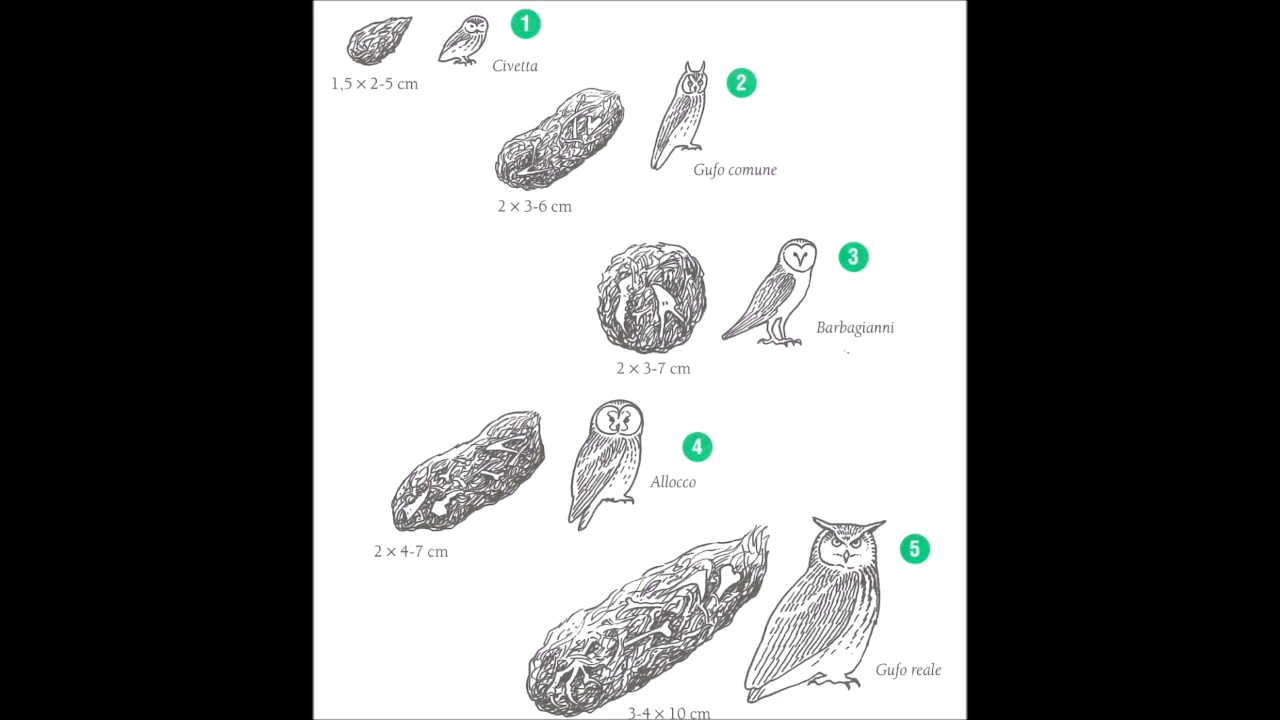 1
Civetta
1,5 × 2-5 cm
2
Gufo comune
2 × 3-6 cm
3
Barbagianni
2 × 3-7 cm
4
Allocco
2 × 4-7 cm
5
Gufo reale
3-4 × 10 cm